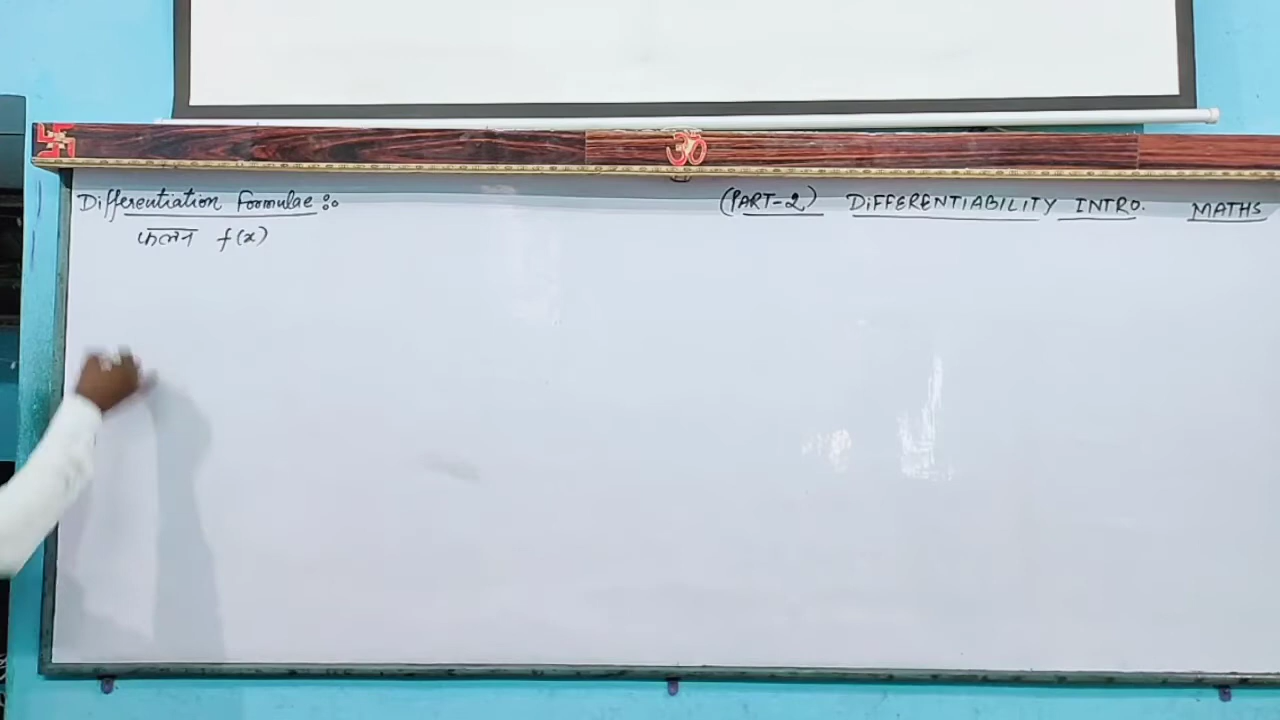 Differentiation Formulae :-
(PART-2) DIFFERENTIABILITY INTRO. MATHS
फलन f(x)
ॐ